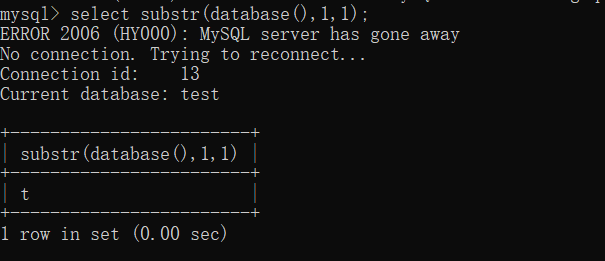 mysql> select substr(database(),1,1);
ERROR 2006 (HY000): MySQL server has gone away
No connection. Trying to reconnect...
Connection id:    13
Current database: test
+------------------------+
| substr(database(),1,1) |
+------------------------+
| t                      |
+------------------------+
1 row in set (0.00 sec)